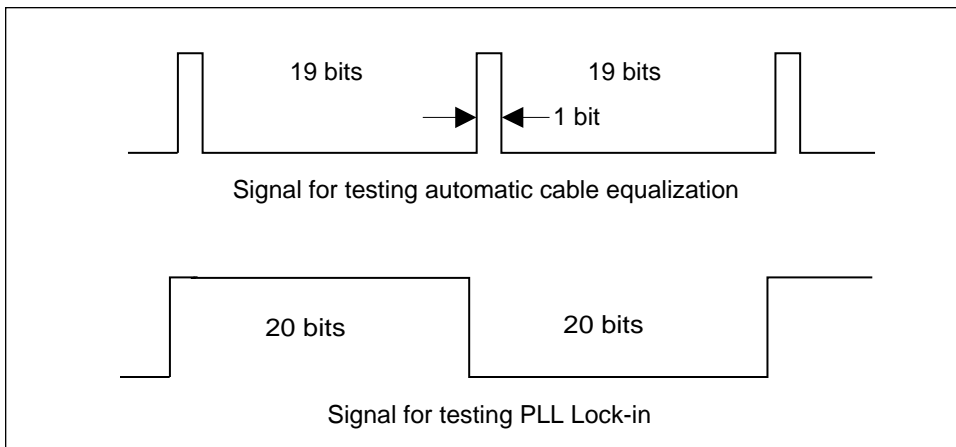 19 bits
19 bits
1 bit
Signal for testing automatic cable equalization
20 bits
20 bits
Signal for testing PLL Lock-in